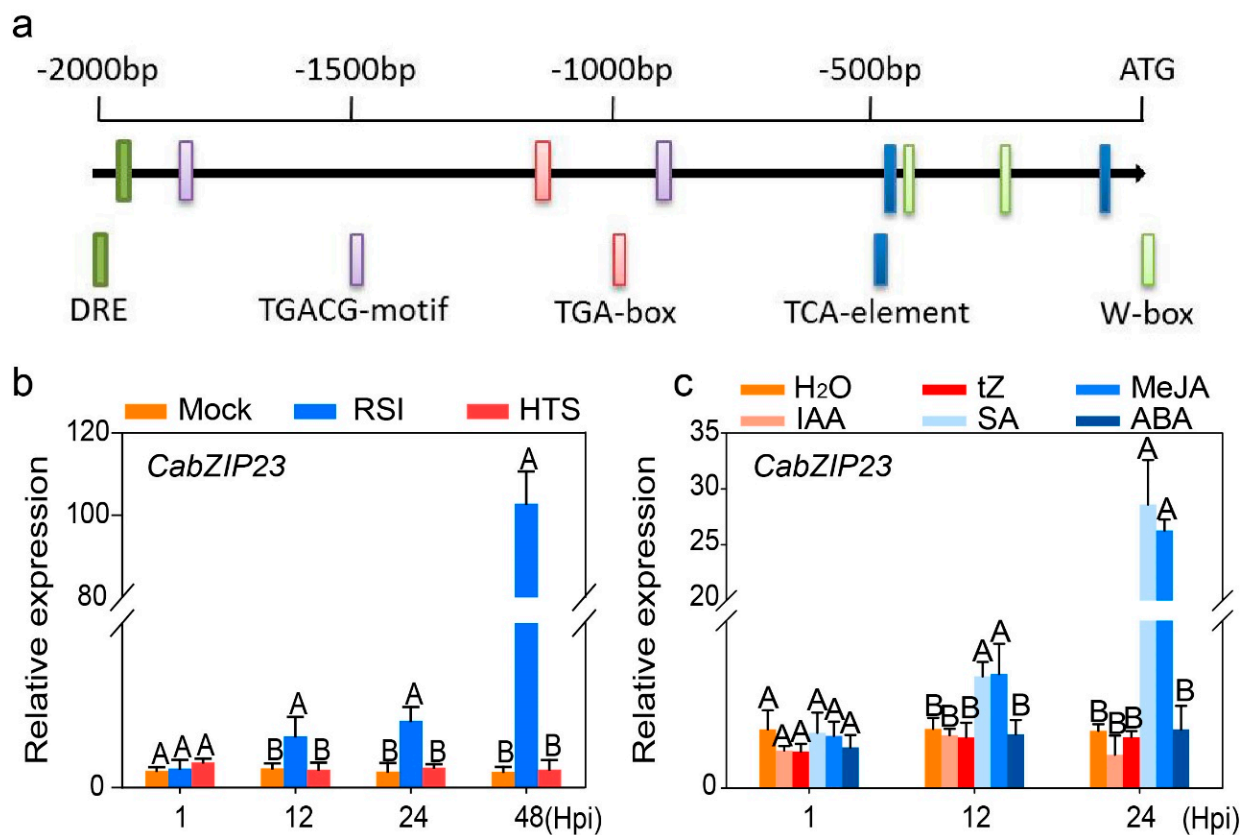 a
-2000bp -1500bp -1000bp -500bp ATG
DRE TGACG-motif TGA-box TCA-element W-box
b
Mock RSI HTS
Relative expression
120
100
80
0
CabZIP23
A A A B A B B A B B A B
1 12 24 48(Hpi)
c
H₂O tZ MeJA
IAA SA ABA
Relative expression
35
30
25
20
0
CabZIP23
A A A A A A B B B A A B B B B A A B
1 12 24 (Hpi)